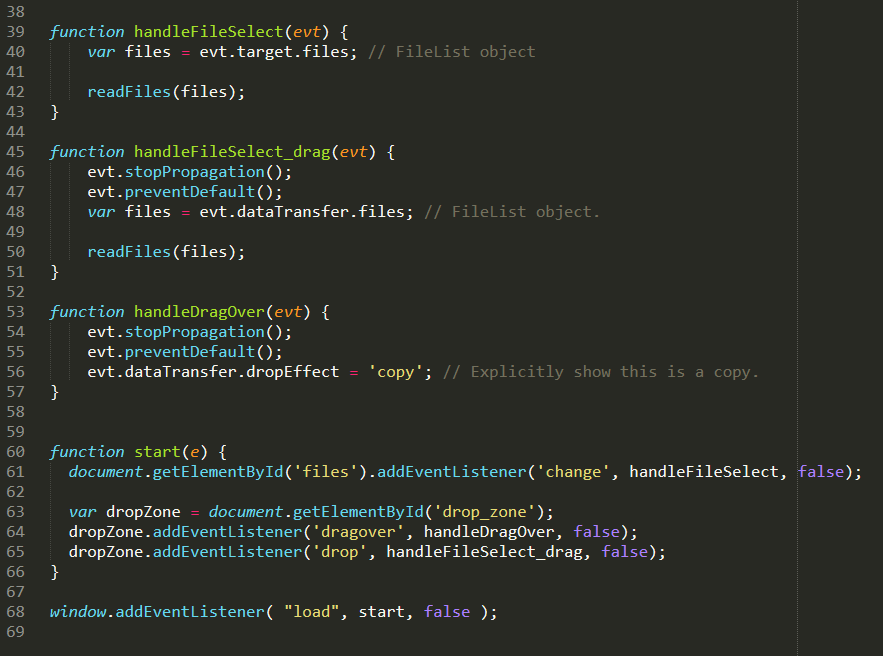 38
39 function handleFileSelect(evt) {
40     var files = evt.target.files; // FileList object
41
42     readFiles(files);
43 }
44
45 function handleFileSelect_drag(evt) {
46     evt.stopPropagation();
47     evt.preventDefault();
48     var files = evt.dataTransfer.files; // FileList object.
49
50     readFiles(files);
51 }
52
53 function handleDragOver(evt) {
54     evt.stopPropagation();
55     evt.preventDefault();
56     evt.dataTransfer.dropEffect = 'copy'; // Explicitly show this is a copy.
57 }
58
59
60 function start(e) {
61   document.getElementById('files').addEventListener('change', handleFileSelect, false);
62
63   var dropZone = document.getElementById('drop_zone');
64   dropZone.addEventListener('dragover', handleDragOver, false);
65   dropZone.addEventListener('drop', handleFileSelect_drag, false);
66 }
67
68 window.addEventListener( "load", start, false );
69